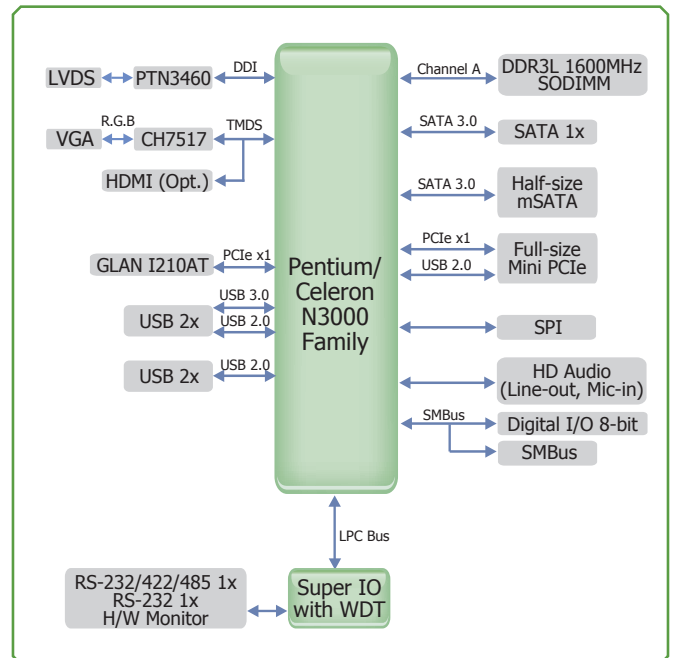 LVDS
PTN3460
DDI
VGA
R.G.B
CH7517
TMDS
HDMI (Opt.)
GLAN I210AT
PCIe x1
USB 2x
USB 3.0
USB 2.0
USB 2x
USB 2.0
Pentium/
Celeron
N3000
Family
Channel A
DDR3L 1600MHz
SODIMM
SATA 3.0
SATA 1x
SATA 3.0
Half-size
mSATA
PCIe x1
USB 2.0
Full-size
Mini PCIe
SPI
HD Audio
(Line-out, Mic-in)
SMBus
Digital I/O 8-bit
SMBus
LPC Bus
RS-232/422/485 1x
RS-232 1x
H/W Monitor
Super IO
with WDT